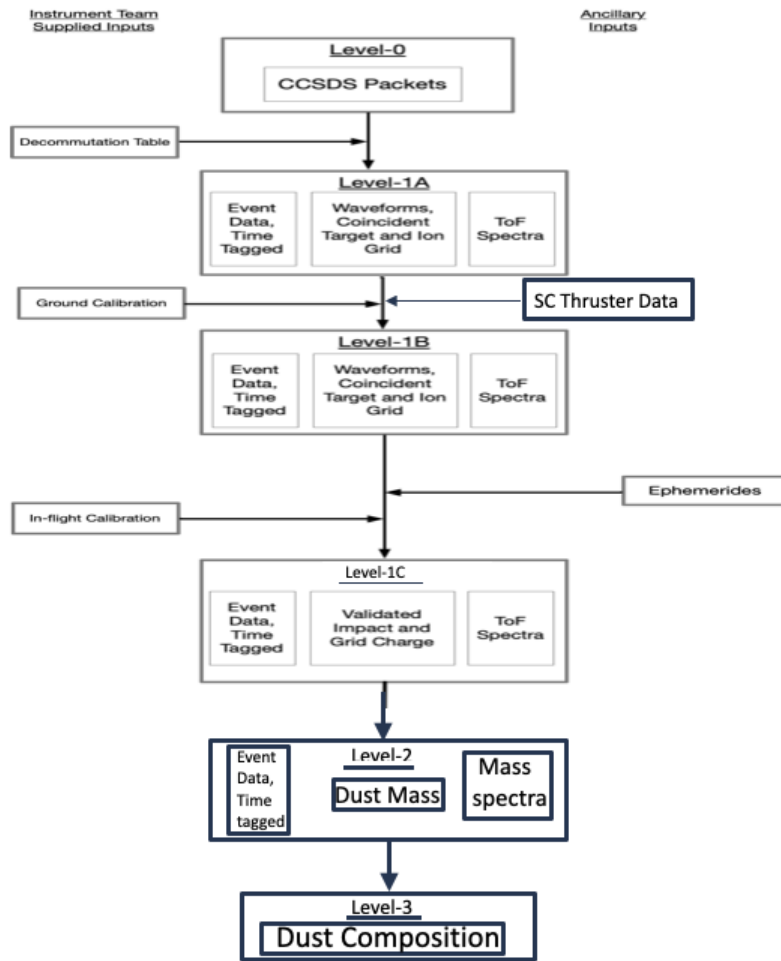 Instrument Team
Supplied Inputs
Ancillary
Inputs
Level-0
CCSDS Packets
Decommutation Table
Level-1A
Event
Data,
Time
Tagged
Waveforms,
Coincident
Target and Ion
Grid
ToF
Spectra
Ground Calibration
SC Thruster Data
Level-1B
Event
Data,
Time
Tagged
Waveforms,
Coincident
Target and Ion
Grid
ToF
Spectra
Ephemerides
In-flight Calibration
Level-1C
Event
Data,
Time
Tagged
Validated
Impact and
Grid Charge
ToF
Spectra
Level-2
Event
Data,
Time
tagged
Dust Mass
Mass
spectra
Level-3
Dust Composition